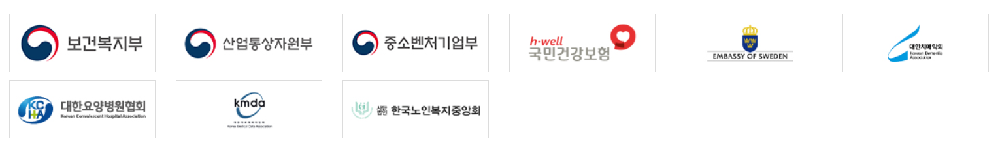 보건복지부
산업통상자원부
중소벤처기업부
h·well
국민건강보험
EMBASSY OF SWEDEN
대한치매학회
Korean Dementia
Association
KC
HA
대한요양병원협회
Korean Convalescent Hospital Association
kmda
Korea Medical Data Association
사단
법인
한국노인복지중앙회